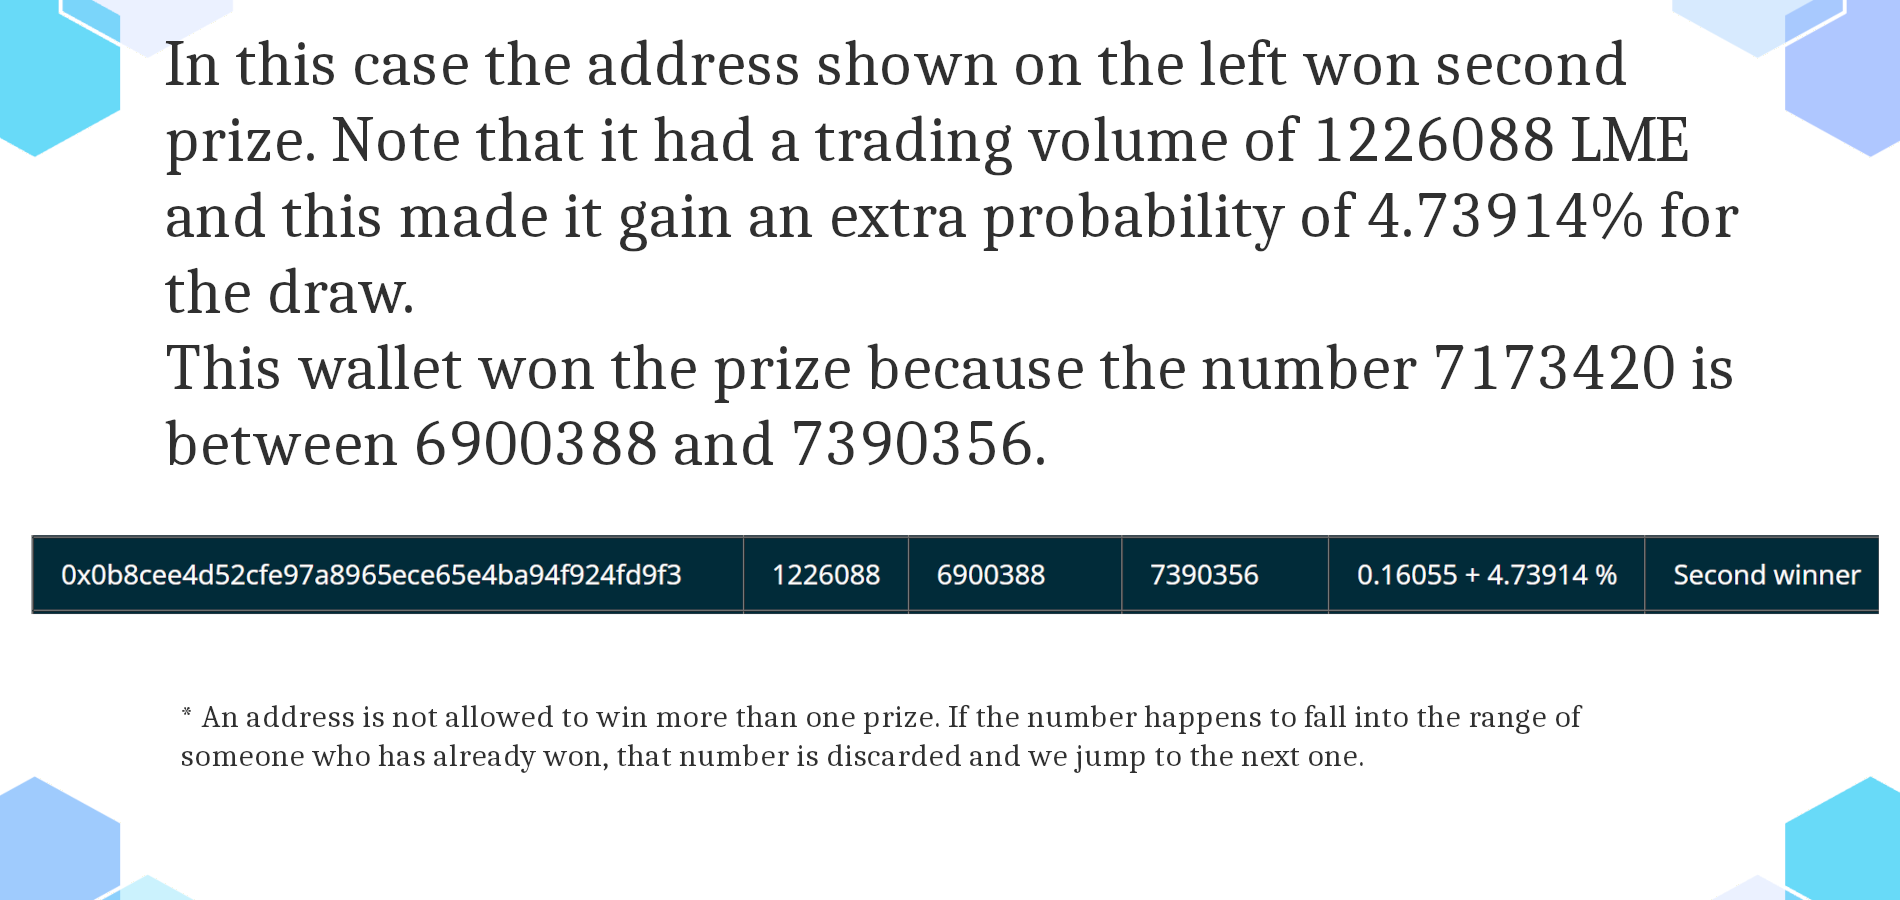 In this case the address shown on the left won second
prize. Note that it had a trading volume of 1226088 LME
and this made it gain an extra probability of 4.73914% for
the draw.
This wallet won the prize because the number 7173420 is
between 6900388 and 7390356.
0x0b8cee4d52cfe97a8965ece65e4ba94f924fd9f3 1226088 6900388 7390356 0.16055 + 4.73914 % Second winner
* An address is not allowed to win more than one prize. If the number happens to fall into the range of
someone who has already won, that number is discarded and we jump to the next one.